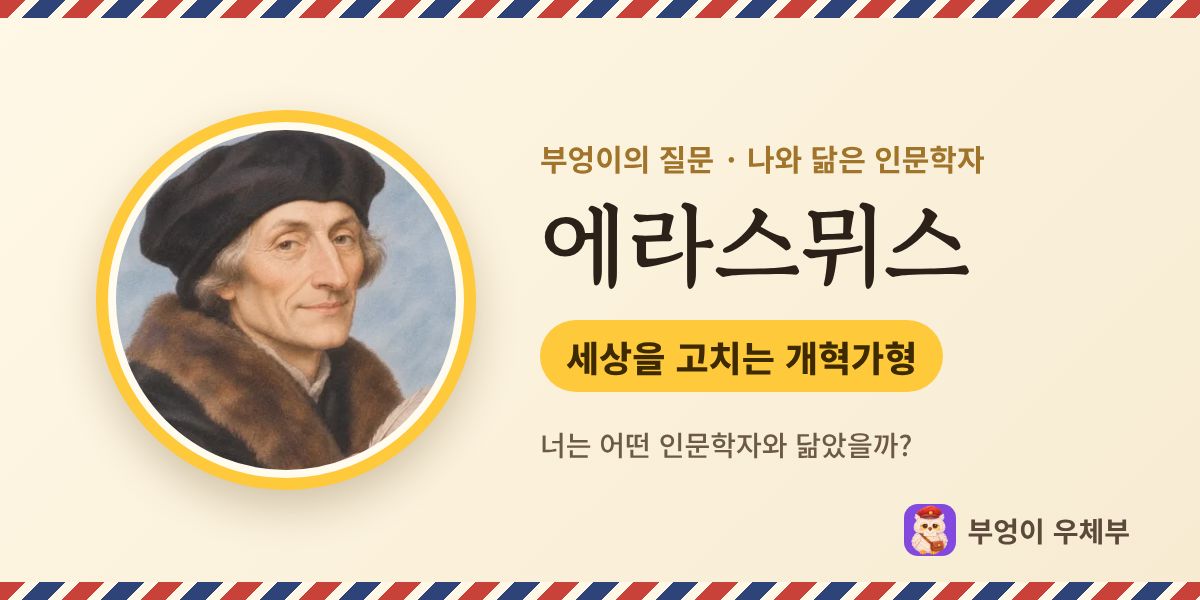 부엉이의 질문 · 나와 닮은 인문학자
에라스뮈스
세상을 고치는 개혁가형
너는 어떤 인문학자와 닮았을까?
부엉이 우체부